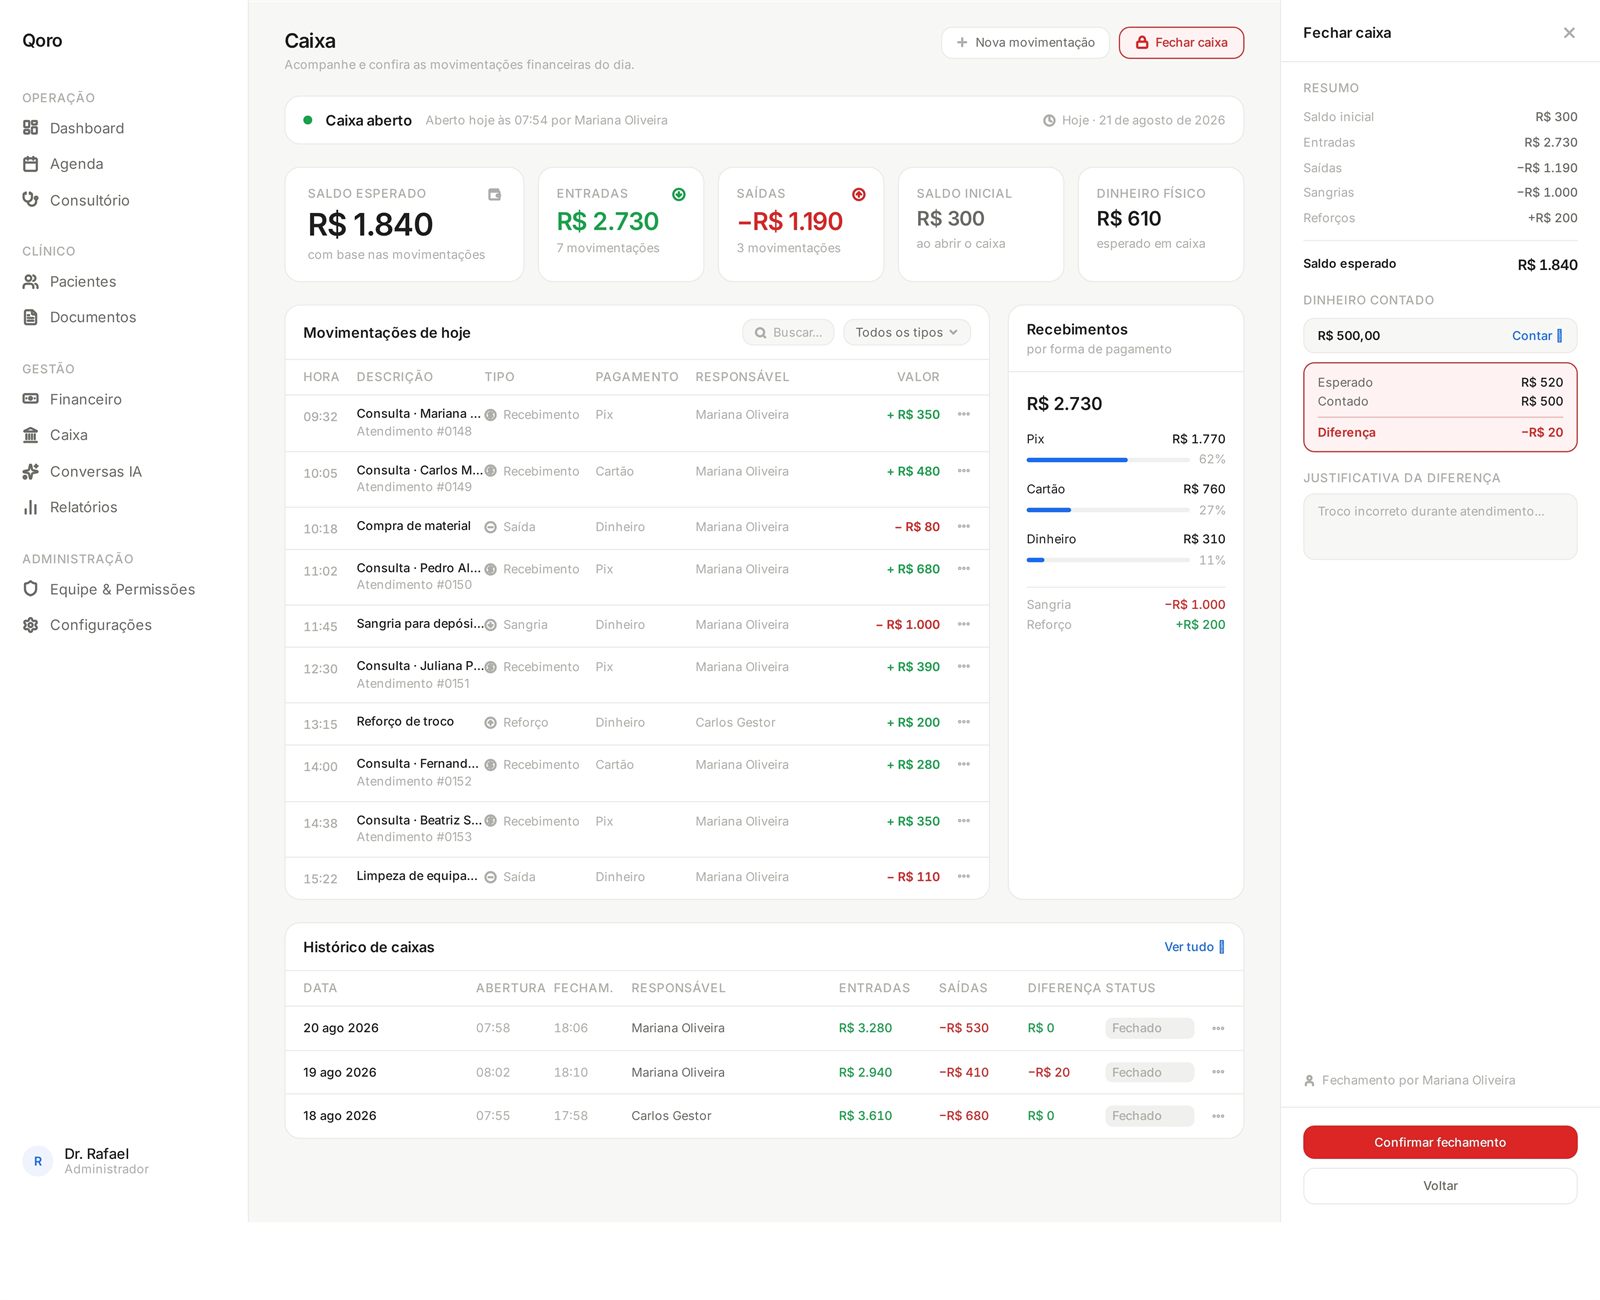 Qoro
OPERAÇÃO
Dashboard
Agenda
Consultório
CLÍNICO
Pacientes
Documentos
GESTÃO
Financeiro
Caixa
Conversas IA
Relatórios
ADMINISTRAÇÃO
Equipe & Permissões
Configurações
R
Dr. Rafael
Administrador
Caixa
Acompanhe e confira as movimentações financeiras do dia.
Nova movimentação
Fechar caixa
Caixa aberto Aberto hoje às 07:54 por Mariana Oliveira
Hoje · 21 de agosto de 2026
SALDO ESPERADO
R$ 1.840
com base nas movimentações
ENTRADAS
R$ 2.730
7 movimentações
SAÍDAS
−R$ 1.190
3 movimentações
SALDO INICIAL
R$ 300
ao abrir o caixa
DINHEIRO FÍSICO
R$ 610
esperado em caixa
Movimentações de hoje
Buscar...
Todos os tipos
HORA DESCRIÇÃO TIPO PAGAMENTO RESPONSÁVEL VALOR
09:32 Consulta · Mariana ... Recebimento Pix Mariana Oliveira + R$ 350
Atendimento #0148
10:05 Consulta · Carlos M... Recebimento Cartão Mariana Oliveira + R$ 480
Atendimento #0149
10:18 Compra de material Saída Dinheiro Mariana Oliveira − R$ 80
11:02 Consulta · Pedro Al... Recebimento Pix Mariana Oliveira + R$ 680
Atendimento #0150
11:45 Sangria para depósi... Sangria Dinheiro Mariana Oliveira − R$ 1.000
12:30 Consulta · Juliana P... Recebimento Pix Mariana Oliveira + R$ 390
Atendimento #0151
13:15 Reforço de troco Reforço Dinheiro Carlos Gestor + R$ 200
14:00 Consulta · Fernand... Recebimento Cartão Mariana Oliveira + R$ 280
Atendimento #0152
14:38 Consulta · Beatriz S... Recebimento Pix Mariana Oliveira + R$ 350
Atendimento #0153
15:22 Limpeza de equipa... Saída Dinheiro Mariana Oliveira − R$ 110
Recebimentos
por forma de pagamento
R$ 2.730
Pix R$ 1.770
62%
Cartão R$ 760
27%
Dinheiro R$ 310
11%
Sangria −R$ 1.000
Reforço +R$ 200
Histórico de caixas
Ver tudo
DATA ABERTURA FECHAM. RESPONSÁVEL ENTRADAS SAÍDAS DIFERENÇA STATUS
20 ago 2026 07:58 18:06 Mariana Oliveira R$ 3.280 −R$ 530 R$ 0 Fechado
19 ago 2026 08:02 18:10 Mariana Oliveira R$ 2.940 −R$ 410 −R$ 20 Fechado
18 ago 2026 07:55 17:58 Carlos Gestor R$ 3.610 −R$ 680 R$ 0 Fechado
Fechar caixa
RESUMO
Saldo inicial R$ 300
Entradas R$ 2.730
Saídas −R$ 1.190
Sangrias −R$ 1.000
Reforços +R$ 200
Saldo esperado R$ 1.840
DINHEIRO CONTADO
R$ 500,00 Contar
Esperado R$ 520
Contado R$ 500
Diferença −R$ 20
JUSTIFICATIVA DA DIFERENÇA
Troco incorreto durante atendimento...
Fechamento por Mariana Oliveira
Confirmar fechamento
Voltar